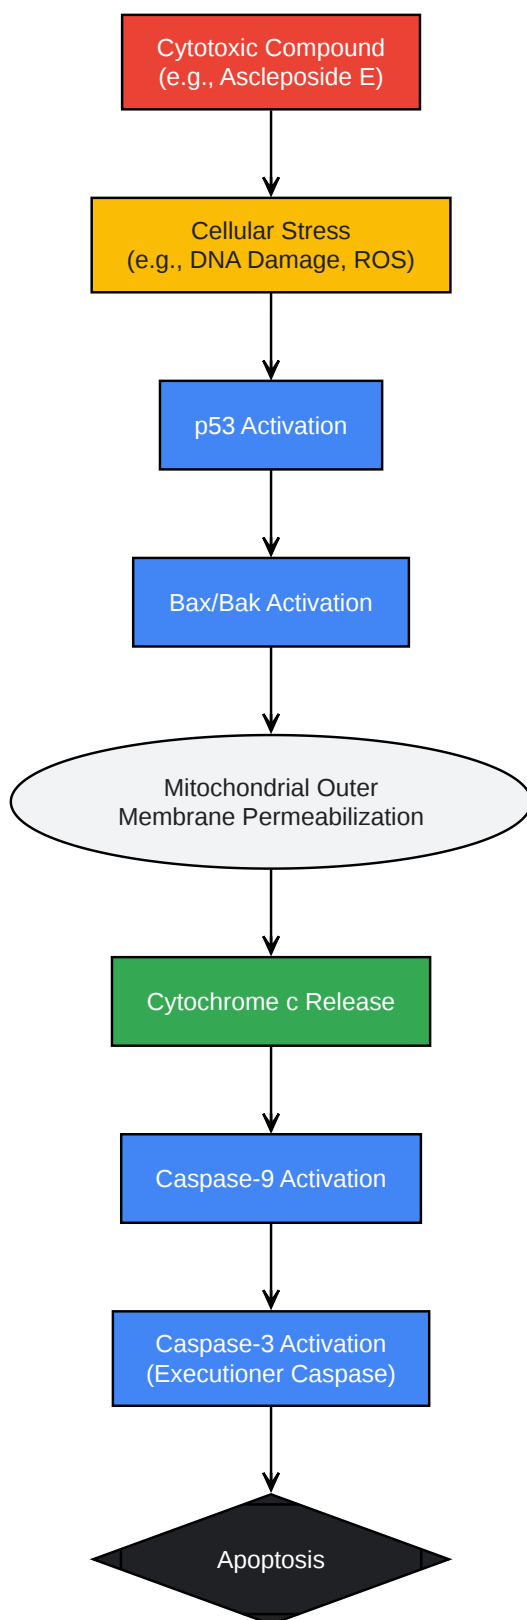 Cytotoxic Compound
(e.g., Ascleposide E)
Cellular Stress
(e.g., DNA Damage, ROS)
p53 Activation
Bax/Bak Activation
Mitochondrial Outer
Membrane Permeabilization
Cytochrome c Release
Caspase-9 Activation
Caspase-3 Activation
(Executioner Caspase)
Apoptosis